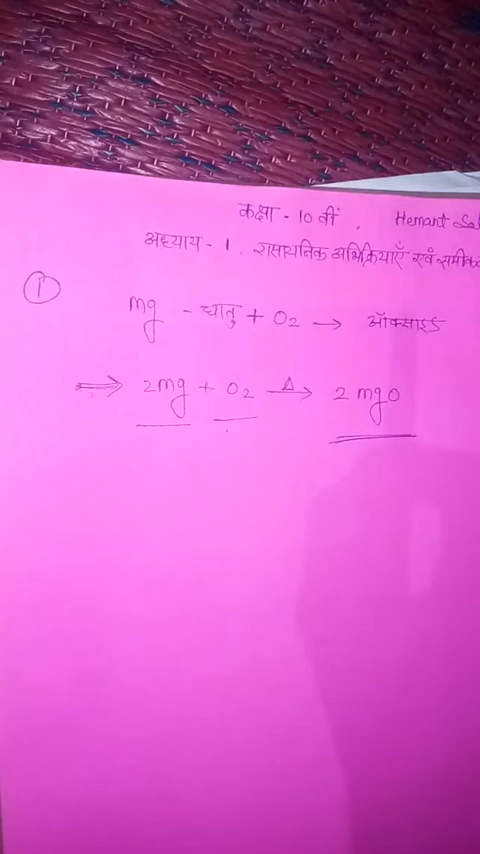 कक्षा - 10 वीं . Hemant
अध्याय - 1 . रासायनिक अभिक्रियाएँ एवं
1
mg - धातु + O₂ → ऑक्साइड
⇒ 2mg + O₂ —Δ→ 2 mgO